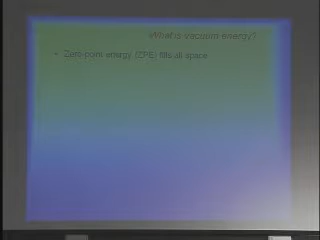 What is vacuum energy?
• Zero-point energy (ZPE) fills all space